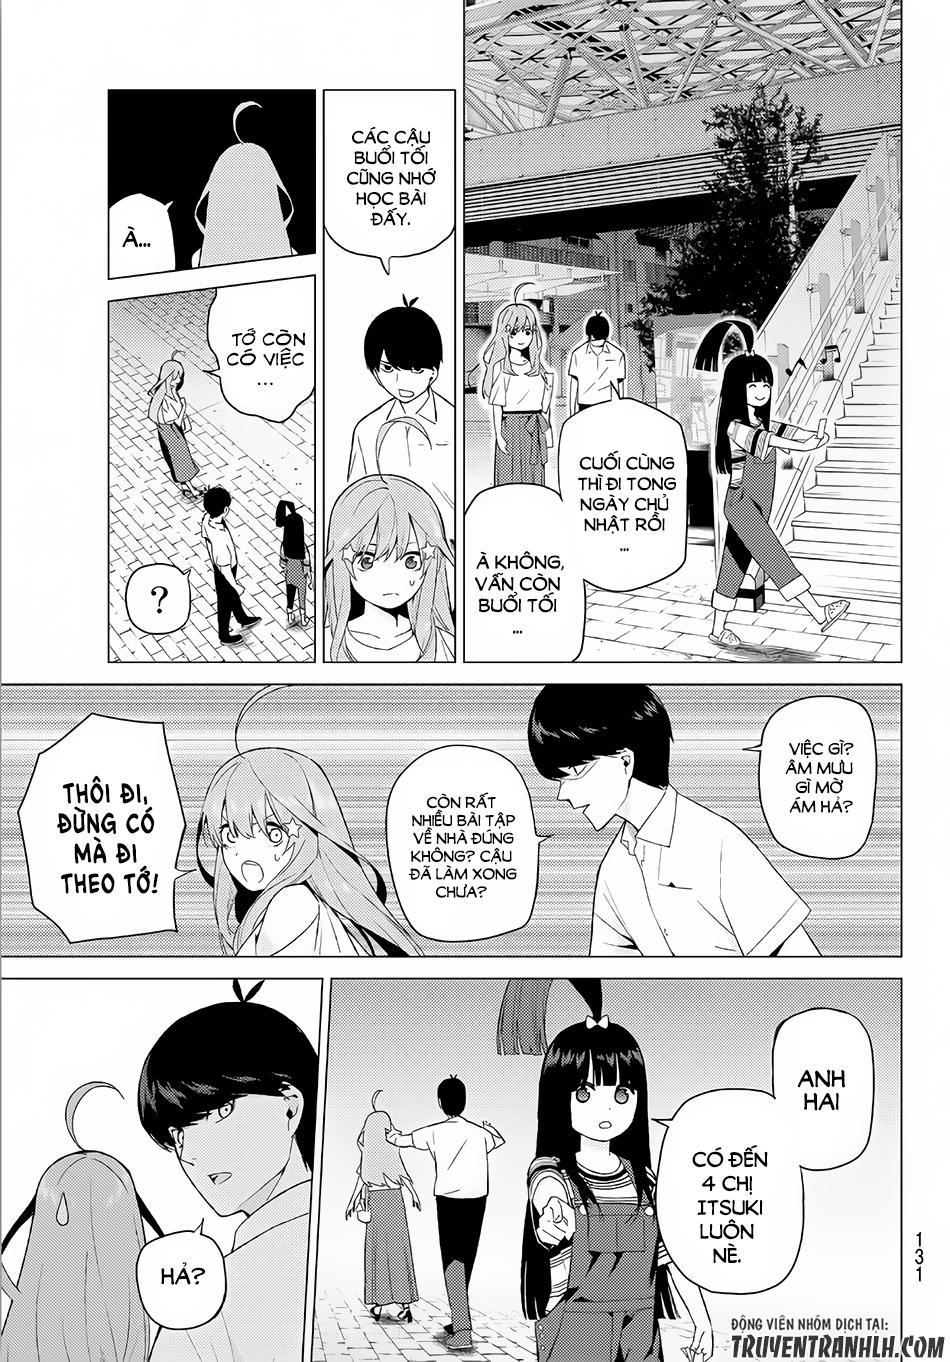 CUỐI CÙNG
THÌ ĐI TONG
NGÀY CHỦ
NHẬT RỒI
...
À KHÔNG,
VẪN CÒN
BUỔI TỐI
...
CÁC CẬU
BUỔI TỐI
CŨNG NHỚ
HỌC BÀI
ĐẤY.
À...
TỚ CÒN
CÓ VIỆC
...
?
VIỆC GÌ?
ÂM MƯU
GÌ MỜ
ÁM HẢ?
CÒN RẤT
NHIỀU BÀI TẬP
VỀ NHÀ ĐÚNG
KHÔNG? CẬU
ĐÃ LÀM XONG
CHƯA?
THÔI ĐI,
ĐỪNG CÓ
MÀ ĐI
THEO TỚ!
ANH
HAI
CÓ ĐẾN
4 CHỊ
ITSUKI
LUÔN
NÈ.
HẢ?
131
ĐỘNG VIÊN NHÓM DỊCH TẠI:
TRUYENTRANHLH.COM